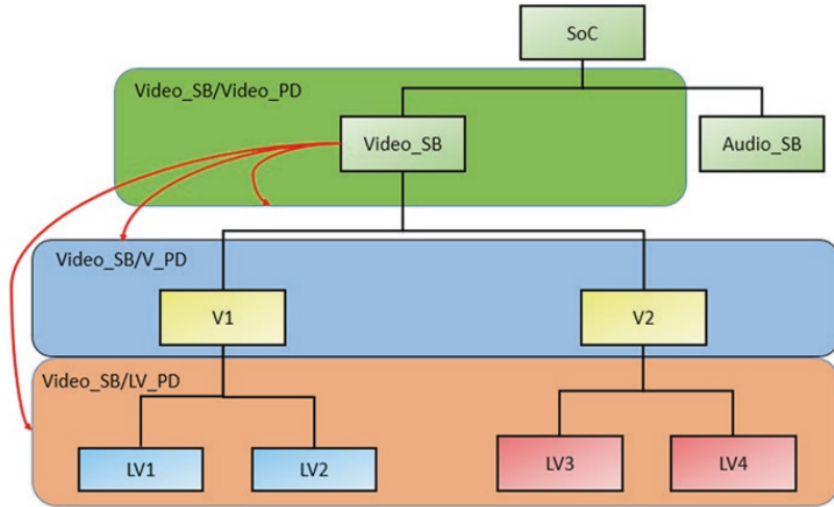 SoC
Video_SB/Video_PD
Video_SB
Audio_SB
Video_SB/V_PD
V1
V2
Video_SB/LV_PD
LV1
LV2
LV3
LV4